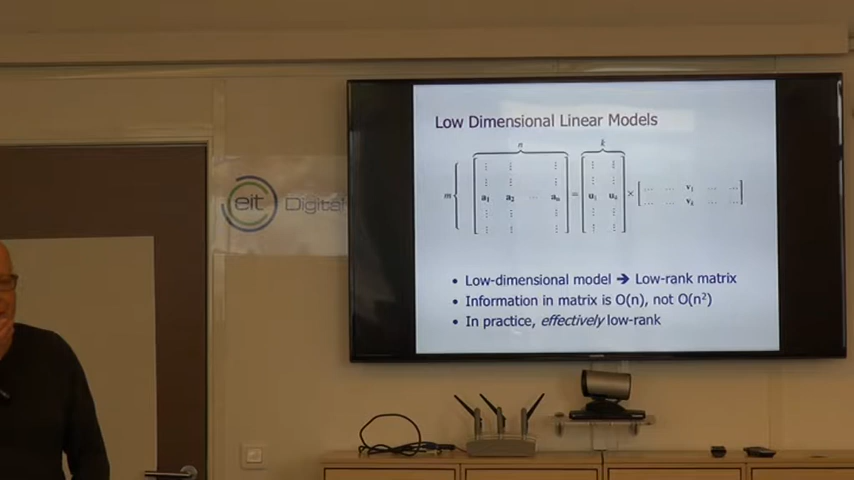 Low Dimensional Linear Models
n
k
m
a1 a2 ... an = u1 uk × v1
vk
• Low-dimensional model ➔ Low-rank matrix
• Information in matrix is O(n), not O(n²)
• In practice, effectively low-rank
eit Digital